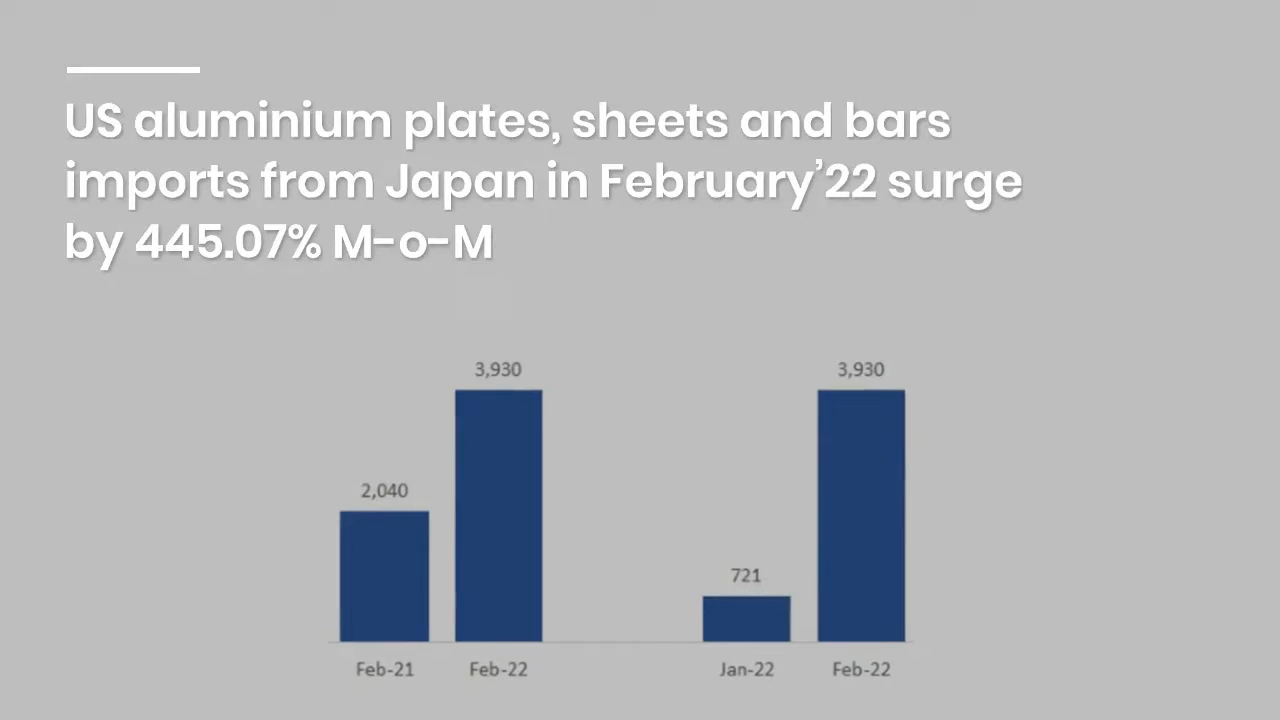 US aluminium plates, sheets and bars
imports from Japan in February’22 surge
by 445.07% M-o-M
3,930
3,930
2,040
721
Feb-21
Feb-22
Jan-22
Feb-22